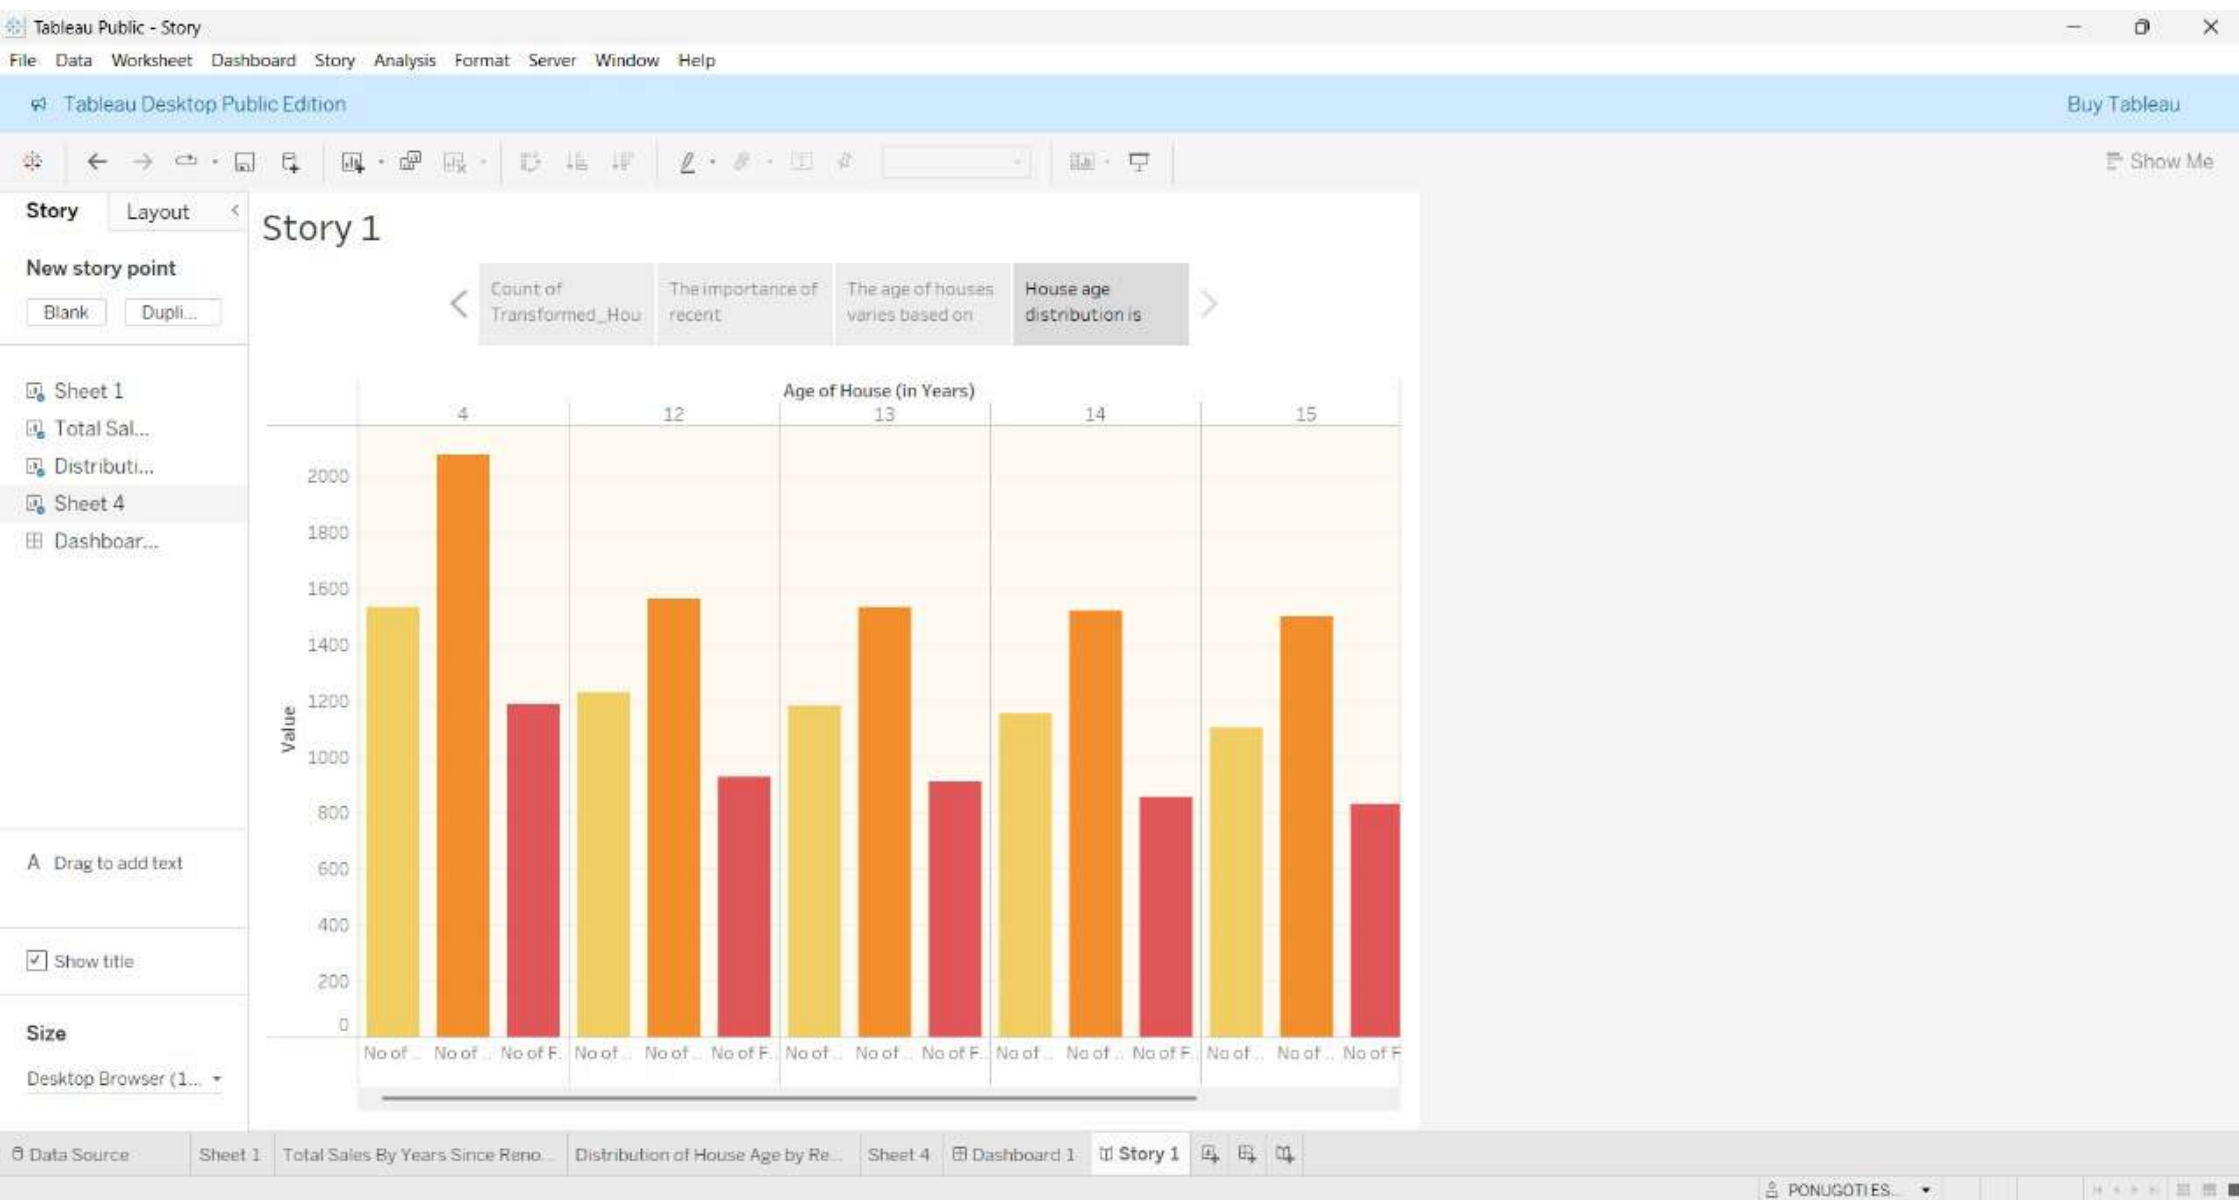 Tableau Public - Story
File Data Worksheet Dashboard Story Analysis Format Server Window Help
Tableau Desktop Public Edition
Buy Tableau
Show Me
Story
Layout
New story point
Blank
Dupli...
Sheet 1
Total Sal...
Distributi...
Sheet 4
Dashboar...
A Drag to add text
Show title
Size
Desktop Browser (1...
Story 1
Count of
Transformed_Hou
The importance of
recent
The age of houses
varies based on
House age
distribution is
Age of House (in Years)
4 12 13 14 15
Value
2000
1800
1600
1400
1200
1000
800
600
400
200
0
No of .. No of .. No of F.. No of .. No of .. No of F.. No of .. No of .. No of F.. No of .. No of .. No of F.. No of .. No of .. No of F
Data Source Sheet 1 Total Sales By Years Since Reno... Distribution of House Age by Re... Sheet 4 Dashboard 1 Story 1
PONUGOTI ES...